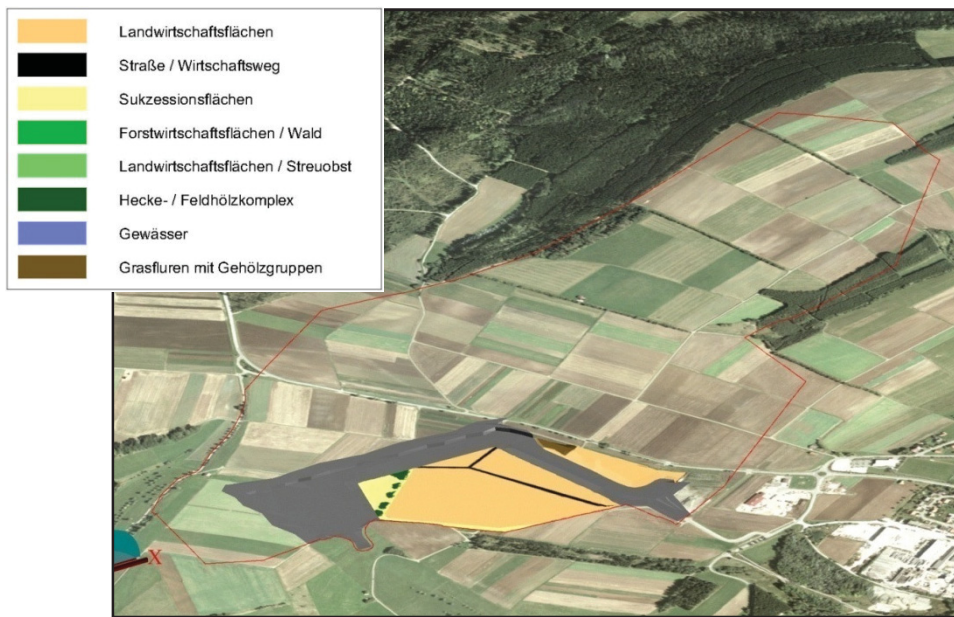 Landwirtschaftsflächen
Straße / Wirtschaftsweg
Sukzessionsflächen
Forstwirtschaftsflächen / Wald
Landwirtschaftsflächen / Streuobst
Hecke- / Feldhölzkomplex
Gewässer
Grasfluren mit Gehölzgruppen
X